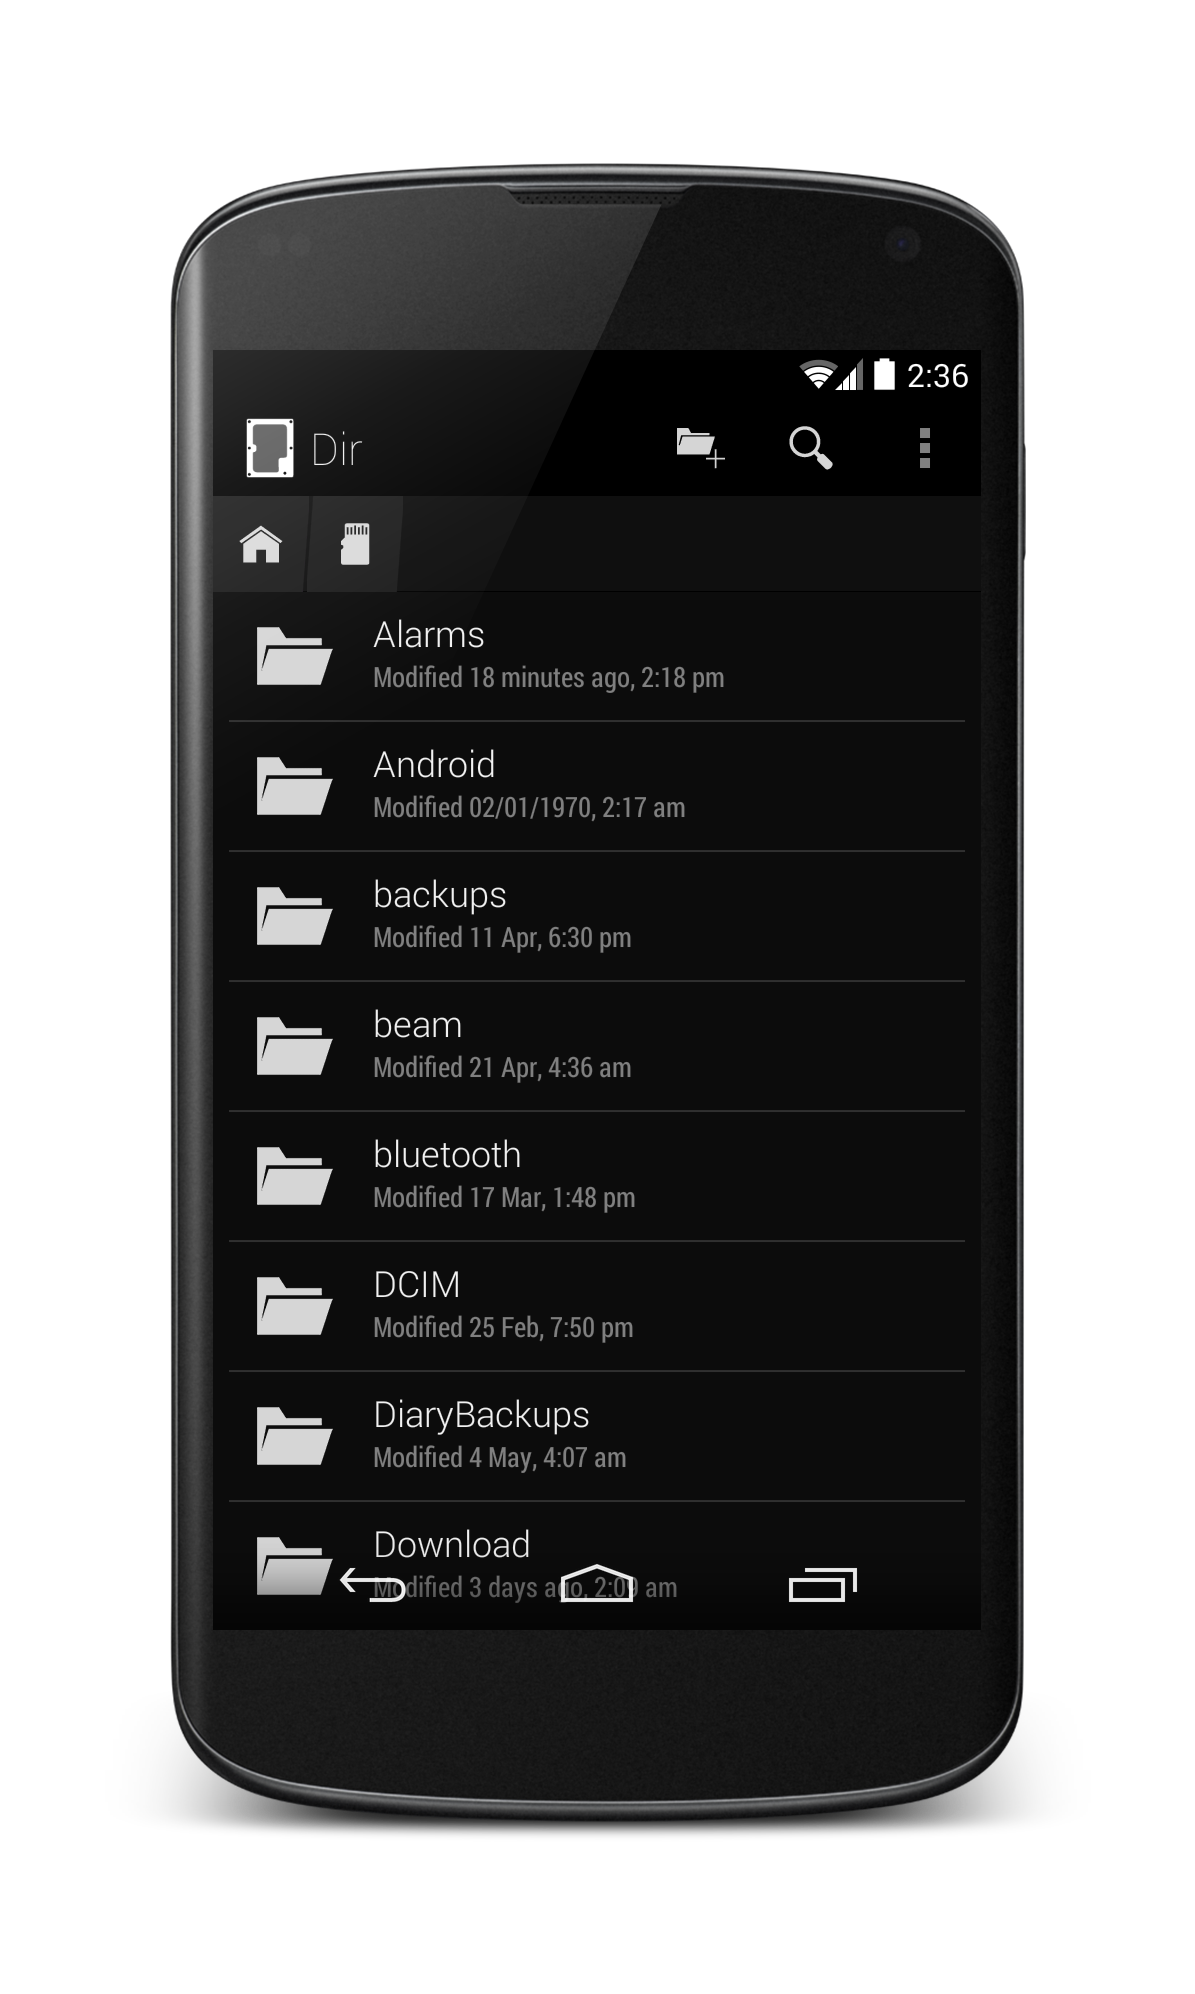 2:36
Dir
Alarms
Modified 18 minutes ago, 2:18 pm
Android
Modified 02/01/1970, 2:17 am
backups
Modified 11 Apr, 6:30 pm
beam
Modified 21 Apr, 4:36 am
bluetooth
Modified 17 Mar, 1:48 pm
DCIM
Modified 25 Feb, 7:50 pm
DiaryBackups
Modified 4 May, 4:07 am
Download
Modified 3 days ago, 2:09 am